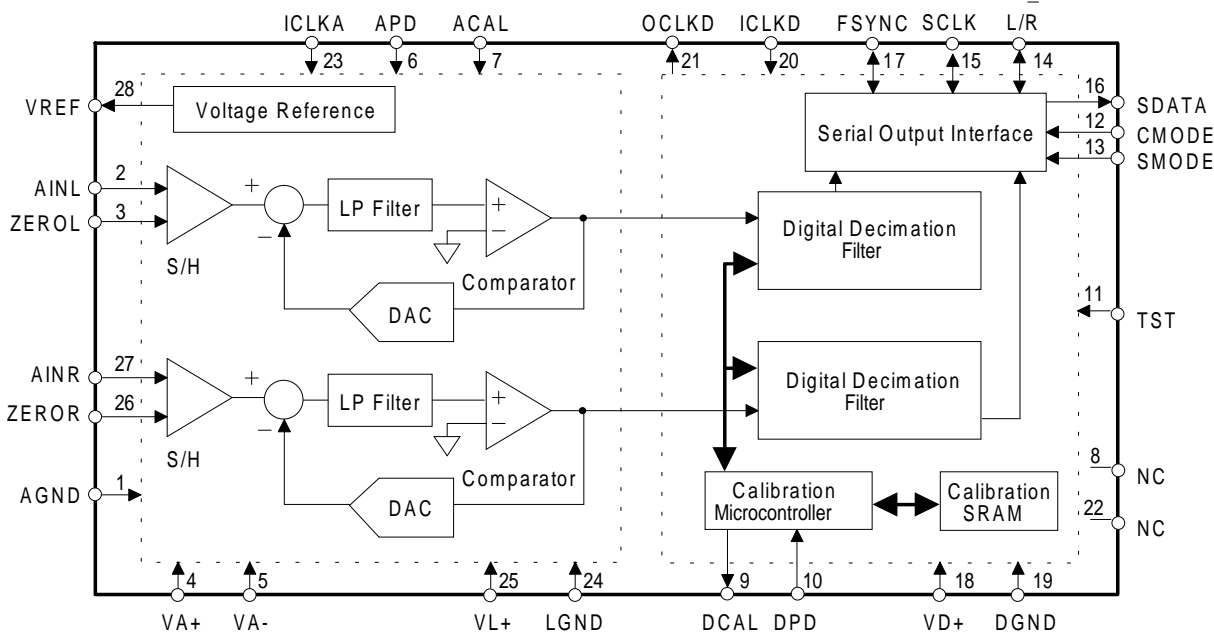 ICLKA APD ACAL OCLKD ICLKD FSYNC SCLK L/R̅
23 6 7 21 20 17 15 14
VREF 28 Voltage Reference
Serial Output Interface
16 SDATA
12 CMODE
13 SMODE
AINL 2
ZEROL 3
S/H
+
−
LP Filter
+
−
Comparator
DAC
Digital Decimation
Filter
11 TST
AINR 27
ZEROR 26
S/H
+
−
LP Filter
+
−
Comparator
DAC
Digital Decimation
Filter
AGND 1
8 NC
22 NC
Calibration
Microcontroller
Calibration
SRAM
4 5 25 24 9 10 18 19
VA+ VA- VL+ LGND DCAL DPD VD+ DGND